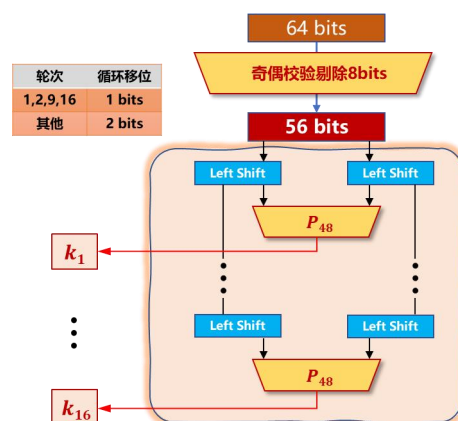 64 bits
奇偶校验剔除8bits
轮次 循环移位
1,2,9,16 1 bits
其他 2 bits
56 bits
Left Shift Left Shift
P₄₈
k₁
Left Shift Left Shift
P₄₈
k₁₆